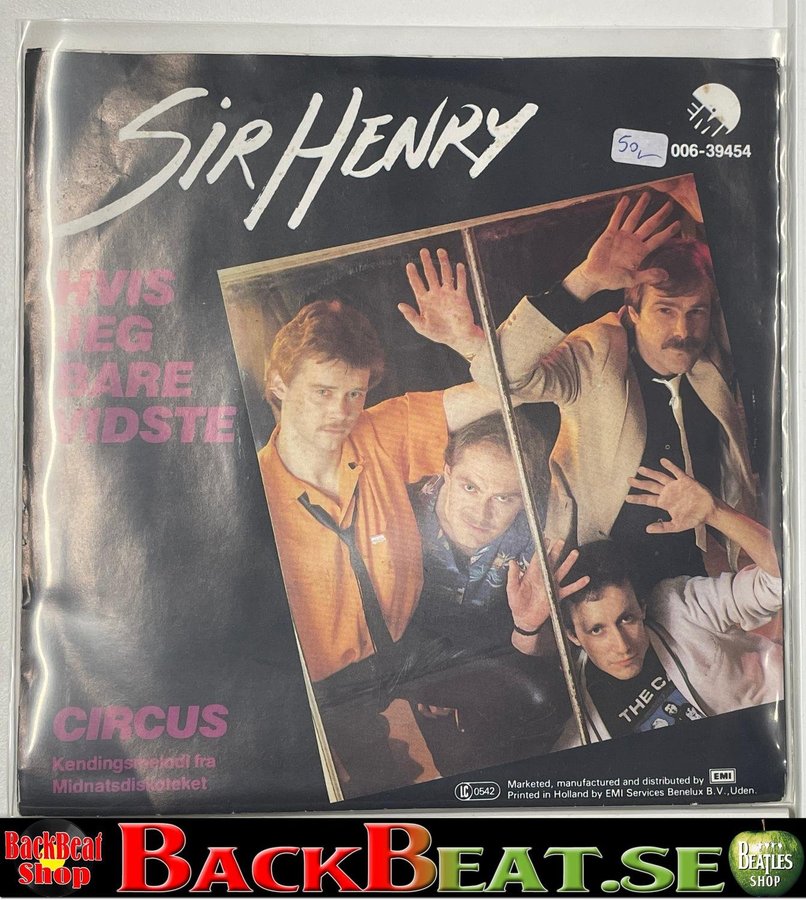 SIR HENRY
50,-
006-39454
HVIS
JEG
BARE
VIDSTE
THE C
CIRCUS
Kendingsmelodi fra
Midnatsdiskoteket
LC 0542
Marketed, manufactured and distributed by EMI
Printed in Holland by EMI Services Benelux B.V., Uden.
BackBeat
Shop
BACKBEAT.SE
BEATLES
SHOP